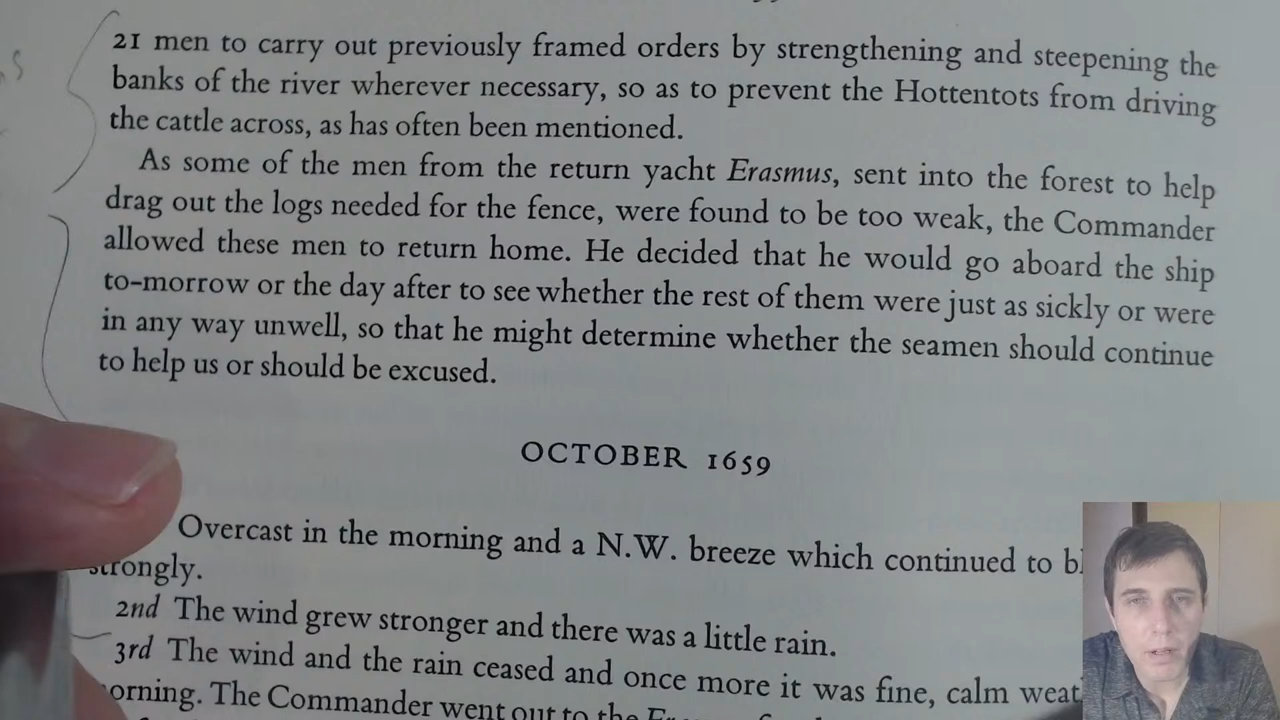 21 men to carry out previously framed orders by strengthening and steepening the
banks of the river wherever necessary, so as to prevent the Hottentots from driving
the cattle across, as has often been mentioned.
As some of the men from the return yacht Erasmus, sent into the forest to help
drag out the logs needed for the fence, were found to be too weak, the Commander
allowed these men to return home. He decided that he would go aboard the ship
to-morrow or the day after to see whether the rest of them were just as sickly or were
in any way unwell, so that he might determine whether the seamen should continue
to help us or should be excused.
OCTOBER 1659
Overcast in the morning and a N.W. breeze which continued to
strongly.
2nd The wind grew stronger and there was a little rain.
3rd The wind and the rain ceased and once more it was fine, calm
orning. The Commander went out to the